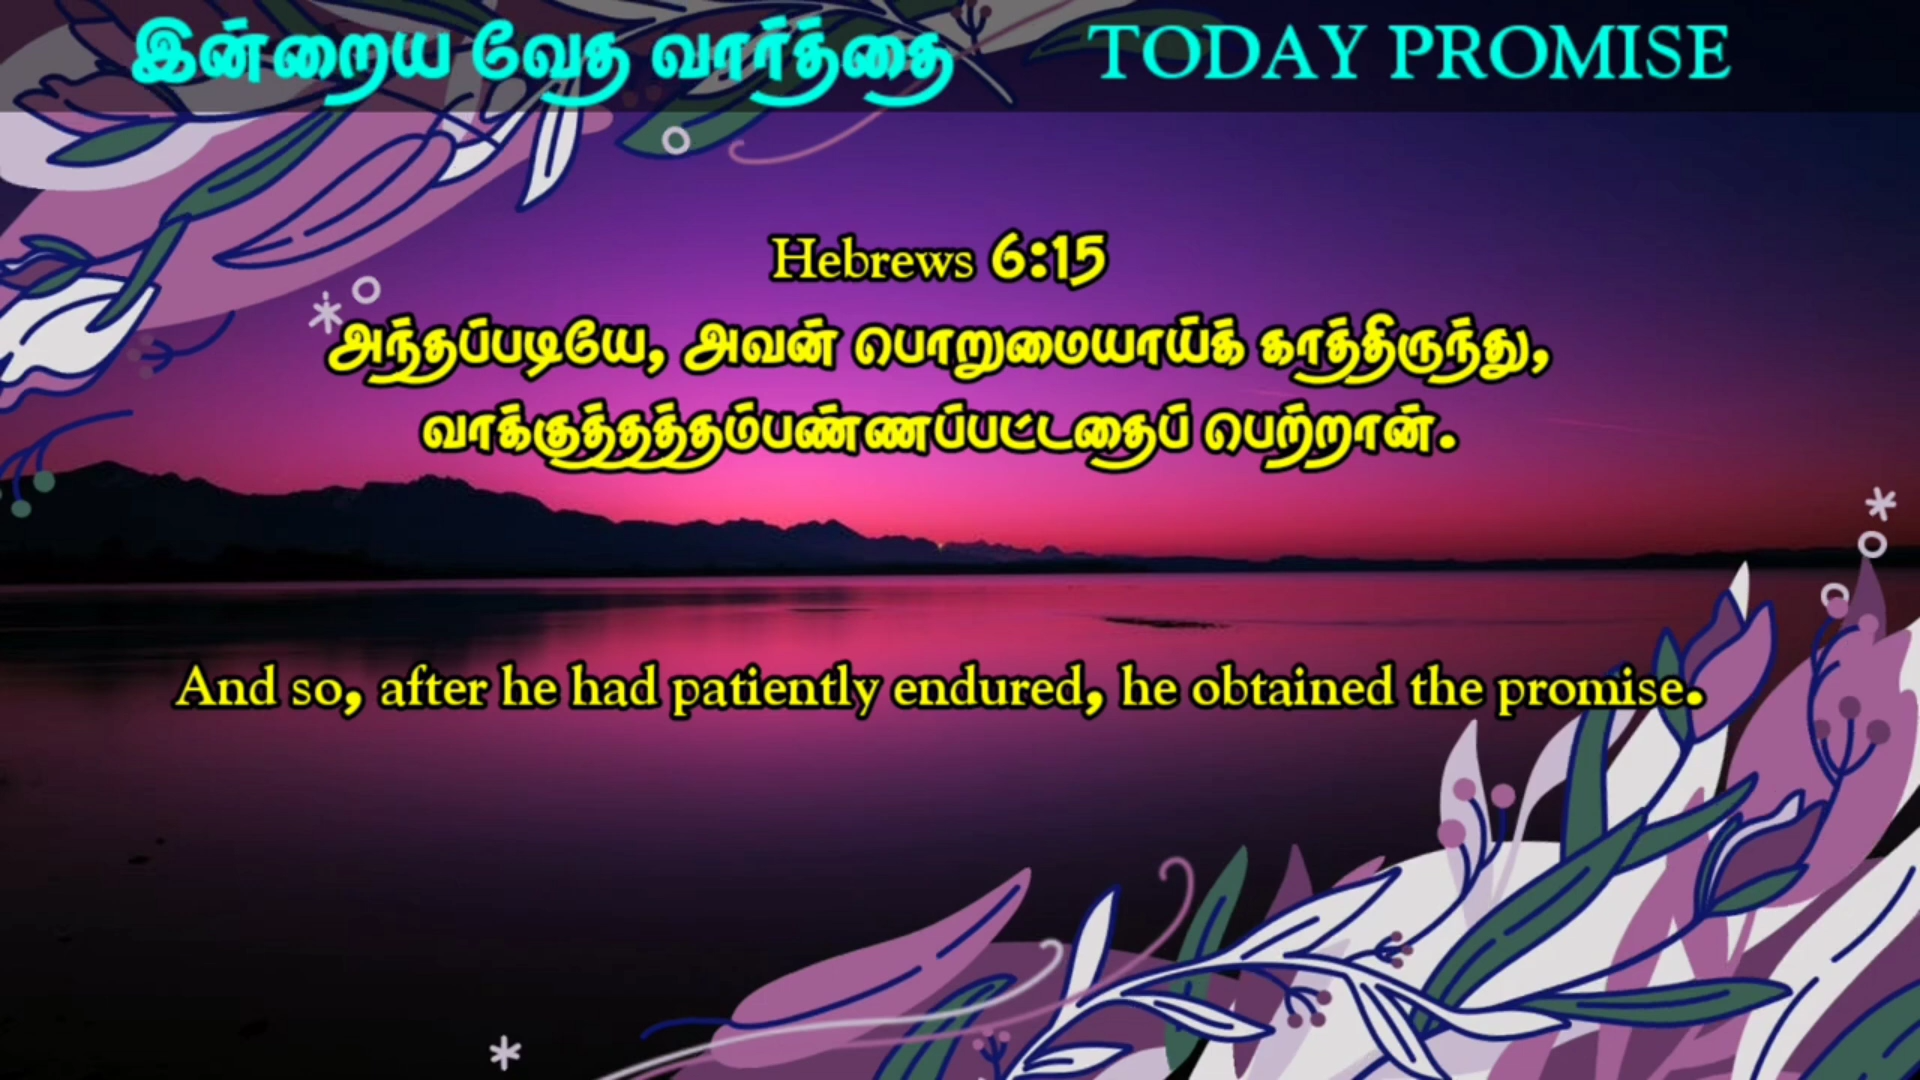 இன்றைய வேத வார்த்தை TODAY PROMISE
Hebrews 6:15
அந்தப்படியே, அவன் பொறுமையாய்க் காத்திருந்து,
வாக்குத்தத்தம்பண்ணப்பட்டதைப் பெற்றான்.
And so, after he had patiently endured, he obtained the promise.